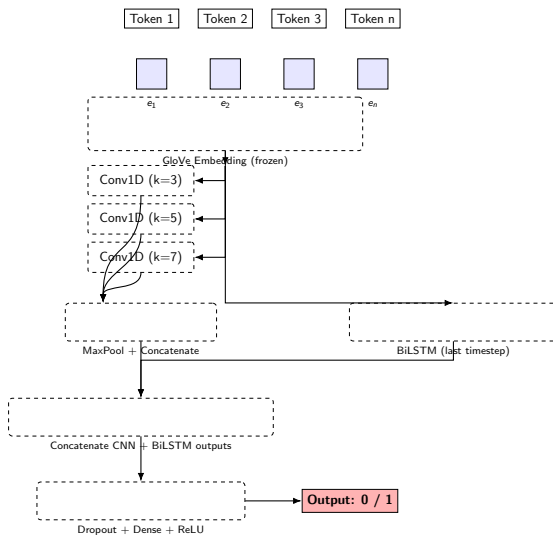 Token 1 Token 2 Token 3 Token n
e1 e2 e3 en
GloVe Embedding (frozen)
Conv1D (k=3)
Conv1D (k=5)
Conv1D (k=7)
MaxPool + Concatenate BiLSTM (last timestep)
Concatenate CNN + BiLSTM outputs
Output: 0 / 1
Dropout + Dense + ReLU